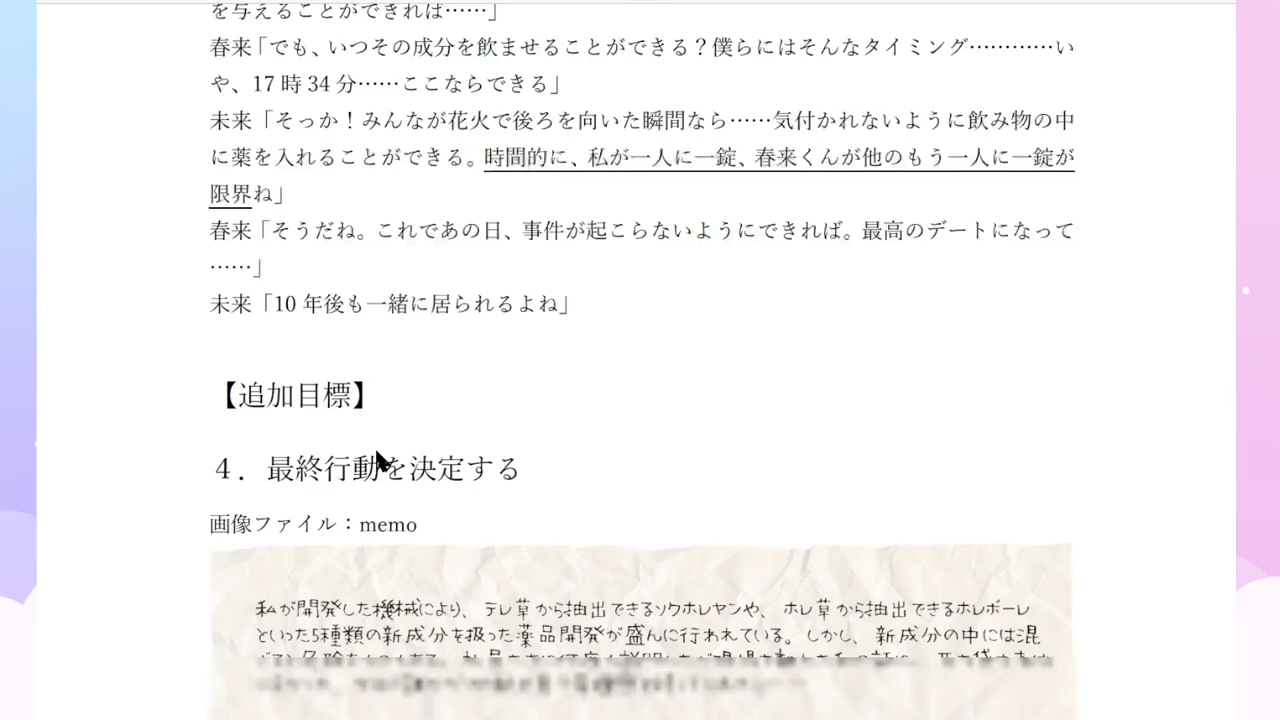 を与えることができれば……」
春来「でも、いつその成分を飲ませることができる？僕らにはそんなタイミング…………い
や、17 時 34 分……ここならできる」
未来「そっか！みんなが花火で後ろを向いた瞬間なら……気付かれないように飲み物の中
に薬を入れることができる。時間的に、私が一人に一錠、春来くんが他のもう一人に一錠が
限界ね」
春来「そうだね。これであの日、事件が起こらないようにできれば。最高のデートになって
……」
未来「10 年後も一緒に居られるよね」
【追加目標】
４．最終行動を決定する
画像ファイル：memo
私が開発した機械により、テレ草から抽出できるソクホレヤンや、ホレ草から抽出できるホレボーレ
といった5種類の新成分を扱った薬品開発が盛んに行われている。しかし、新成分の中には混